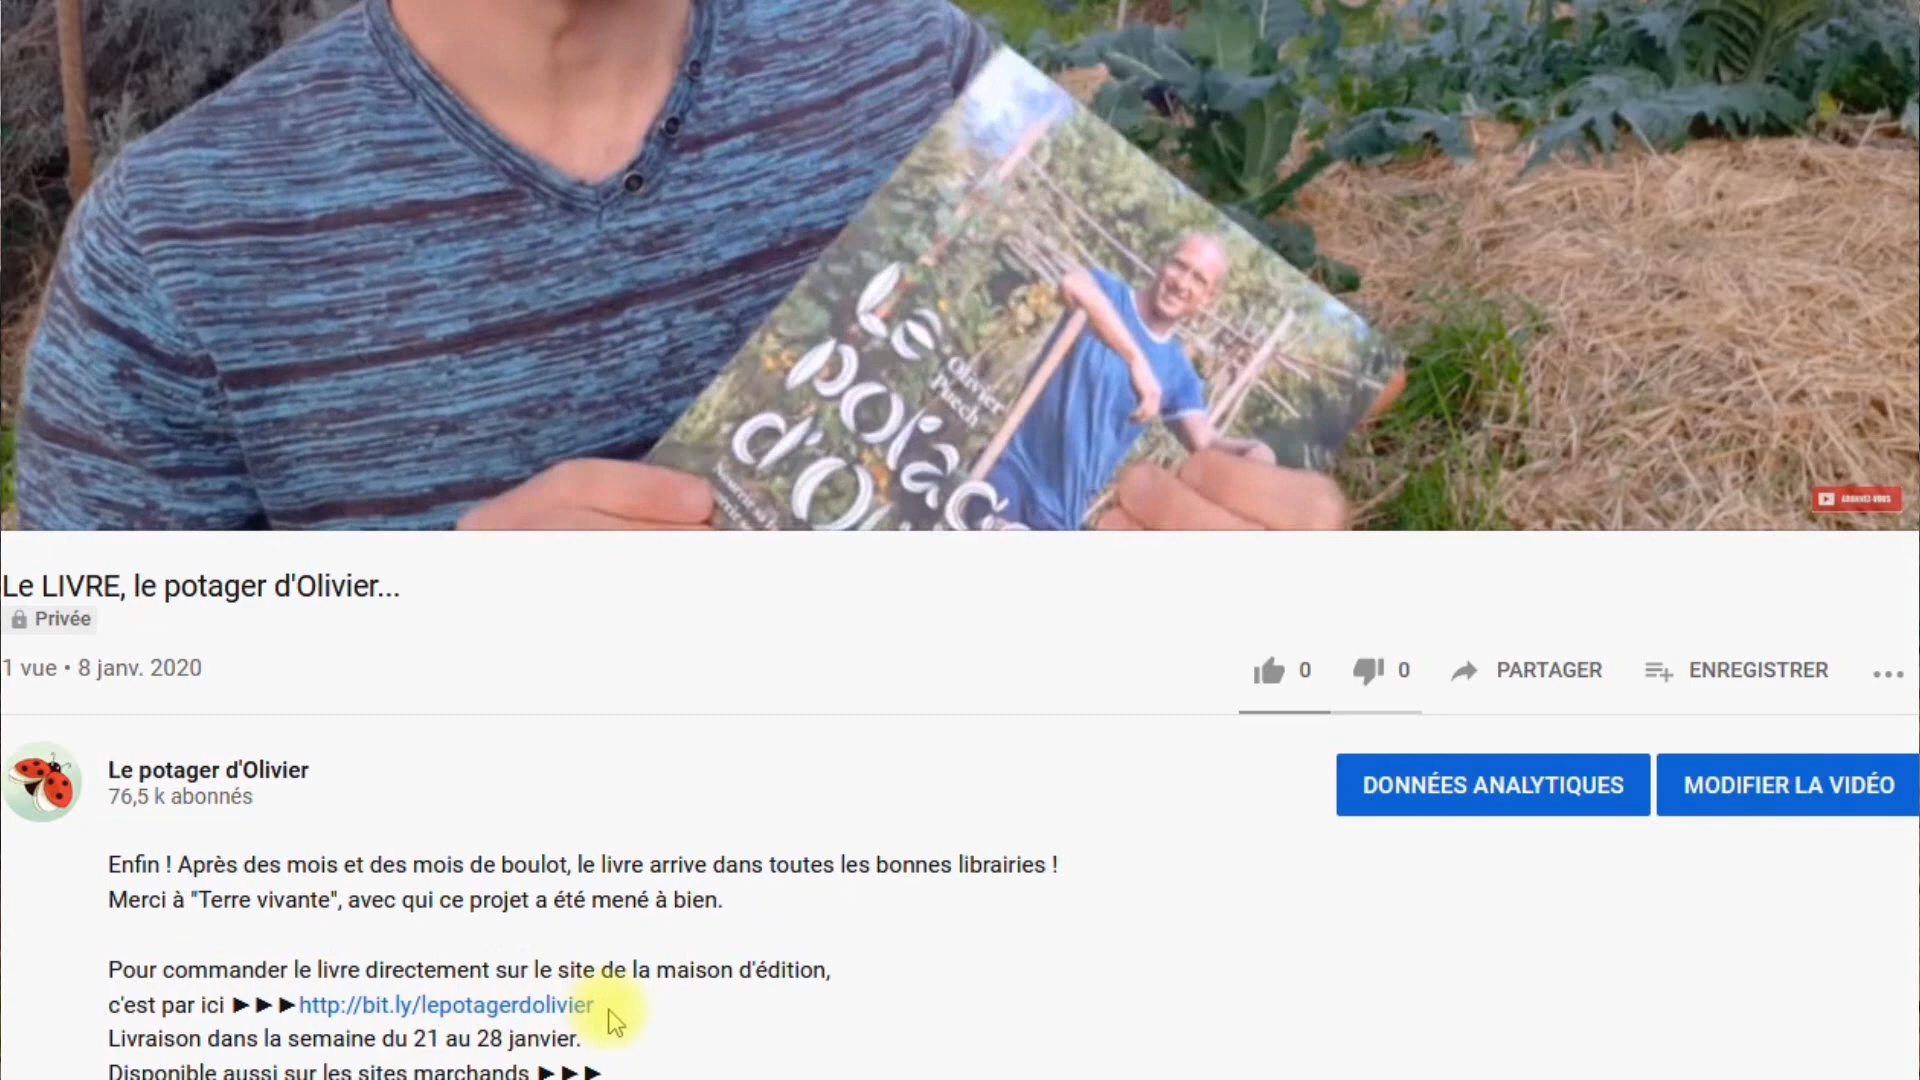 Le
potag
d'Ol
Olivier
Puech
ABONNEZ-VOUS
Le LIVRE, le potager d'Olivier...
Privée
1 vue • 8 janv. 2020
0
0
PARTAGER
ENREGISTRER
Le potager d'Olivier
76,5 k abonnés
DONNÉES ANALYTIQUES
MODIFIER LA VIDÉO
Enfin ! Après des mois et des mois de boulot, le livre arrive dans toutes les bonnes librairies !
Merci à "Terre vivante", avec qui ce projet a été mené à bien.
Pour commander le livre directement sur le site de la maison d'édition,
c'est par ici ►►►http://bit.ly/lepotagerdolivier
Livraison dans la semaine du 21 au 28 janvier.
Disponible aussi sur les sites marchands ►►►